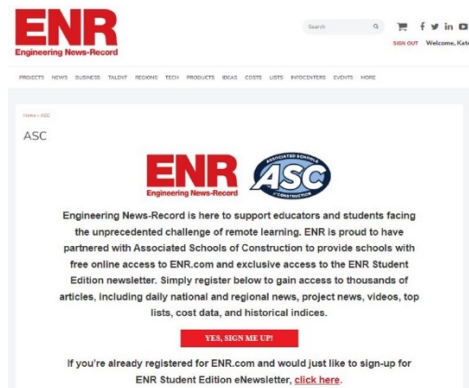 ENR
Engineering News-Record
Search
SIGN OUT Welcome, Kate
PROJECTS NEWS BUSINESS TALENT REGIONS TECH PRODUCTS IDEAS COSTS LISTS INFOCENTERS EVENTS MORE
Home » ASC
ASC
ENR
Engineering News-Record
ASSOCIATED SCHOOLS
ASC
OF CONSTRUCTION
Engineering News-Record is here to support educators and students facing
the unprecedented challenge of remote learning. ENR is proud to have
partnered with Associated Schools of Construction to provide schools with
free online access to ENR.com and exclusive access to the ENR Student
Edition newsletter. Simply register below to gain access to thousands of
articles, including daily national and regional news, project news, videos, top
lists, cost data, and historical indices.
YES, SIGN ME UP!
If you're already registered for ENR.com and would just like to sign-up for
ENR Student Edition eNewsletter, click here.